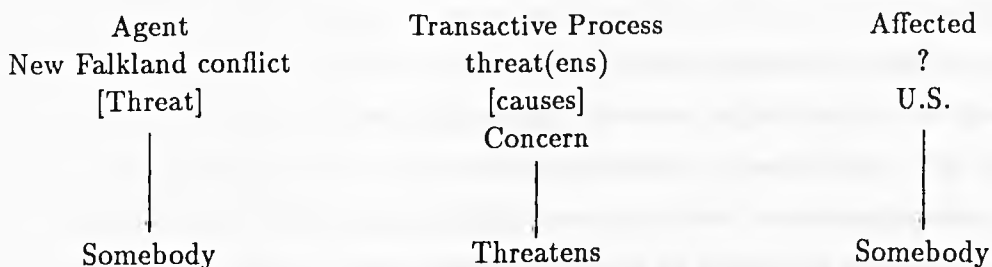 Agent Transactive Process Affected
New Falkland conflict threat(ens) ?
[Threat] [causes] U.S.
Concern
Somebody Threatens Somebody